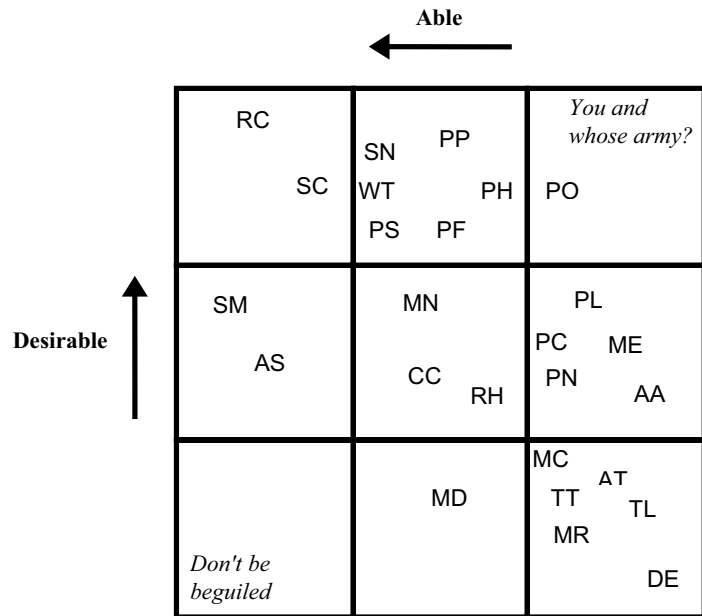 Able
RC
SC
SN
PP
WT
PH
PS
PF
You and
whose army?
PO
Desirable
SM
AS
MN
CC
RH
PL
PC
ME
PN
AA
Don't be
beguiled
MD
MC
AT
TT
TL
MR
DE